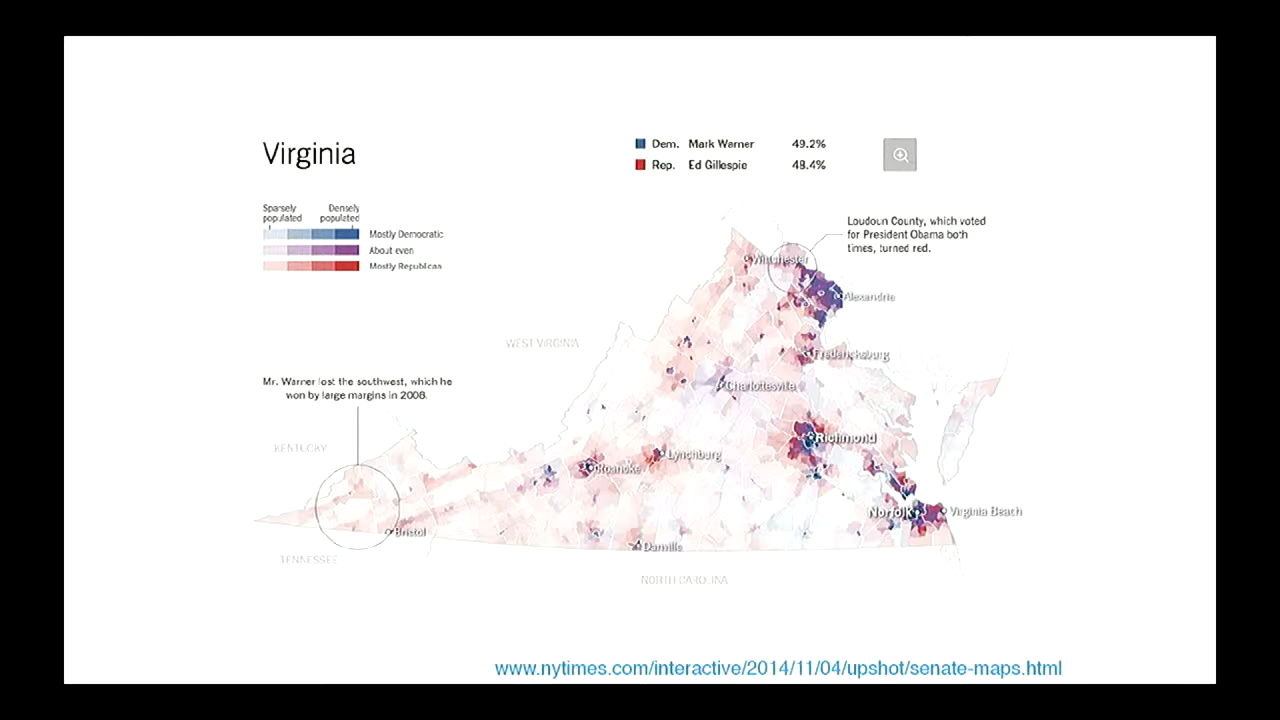 Virginia
Dem. Mark Warner 49.2%
Rep. Ed Gillespie 48.4%
Sparsely populated
Densely populated
Mostly Democratic
About even
Mostly Republican
Loudoun County, which voted
for President Obama both
times, turned red.
Winchester
Alexandria
WEST VIRGINIA
Fredericksburg
Charlottesville
Mr. Warner lost the southwest, which he
won by large margins in 2008.
KENTUCKY
Richmond
Lynchburg
Roanoke
Norfolk
Virginia Beach
Bristol
Danville
TENNESSEE
NORTH CAROLINA
www.nytimes.com/interactive/2014/11/04/upshot/senate-maps.html